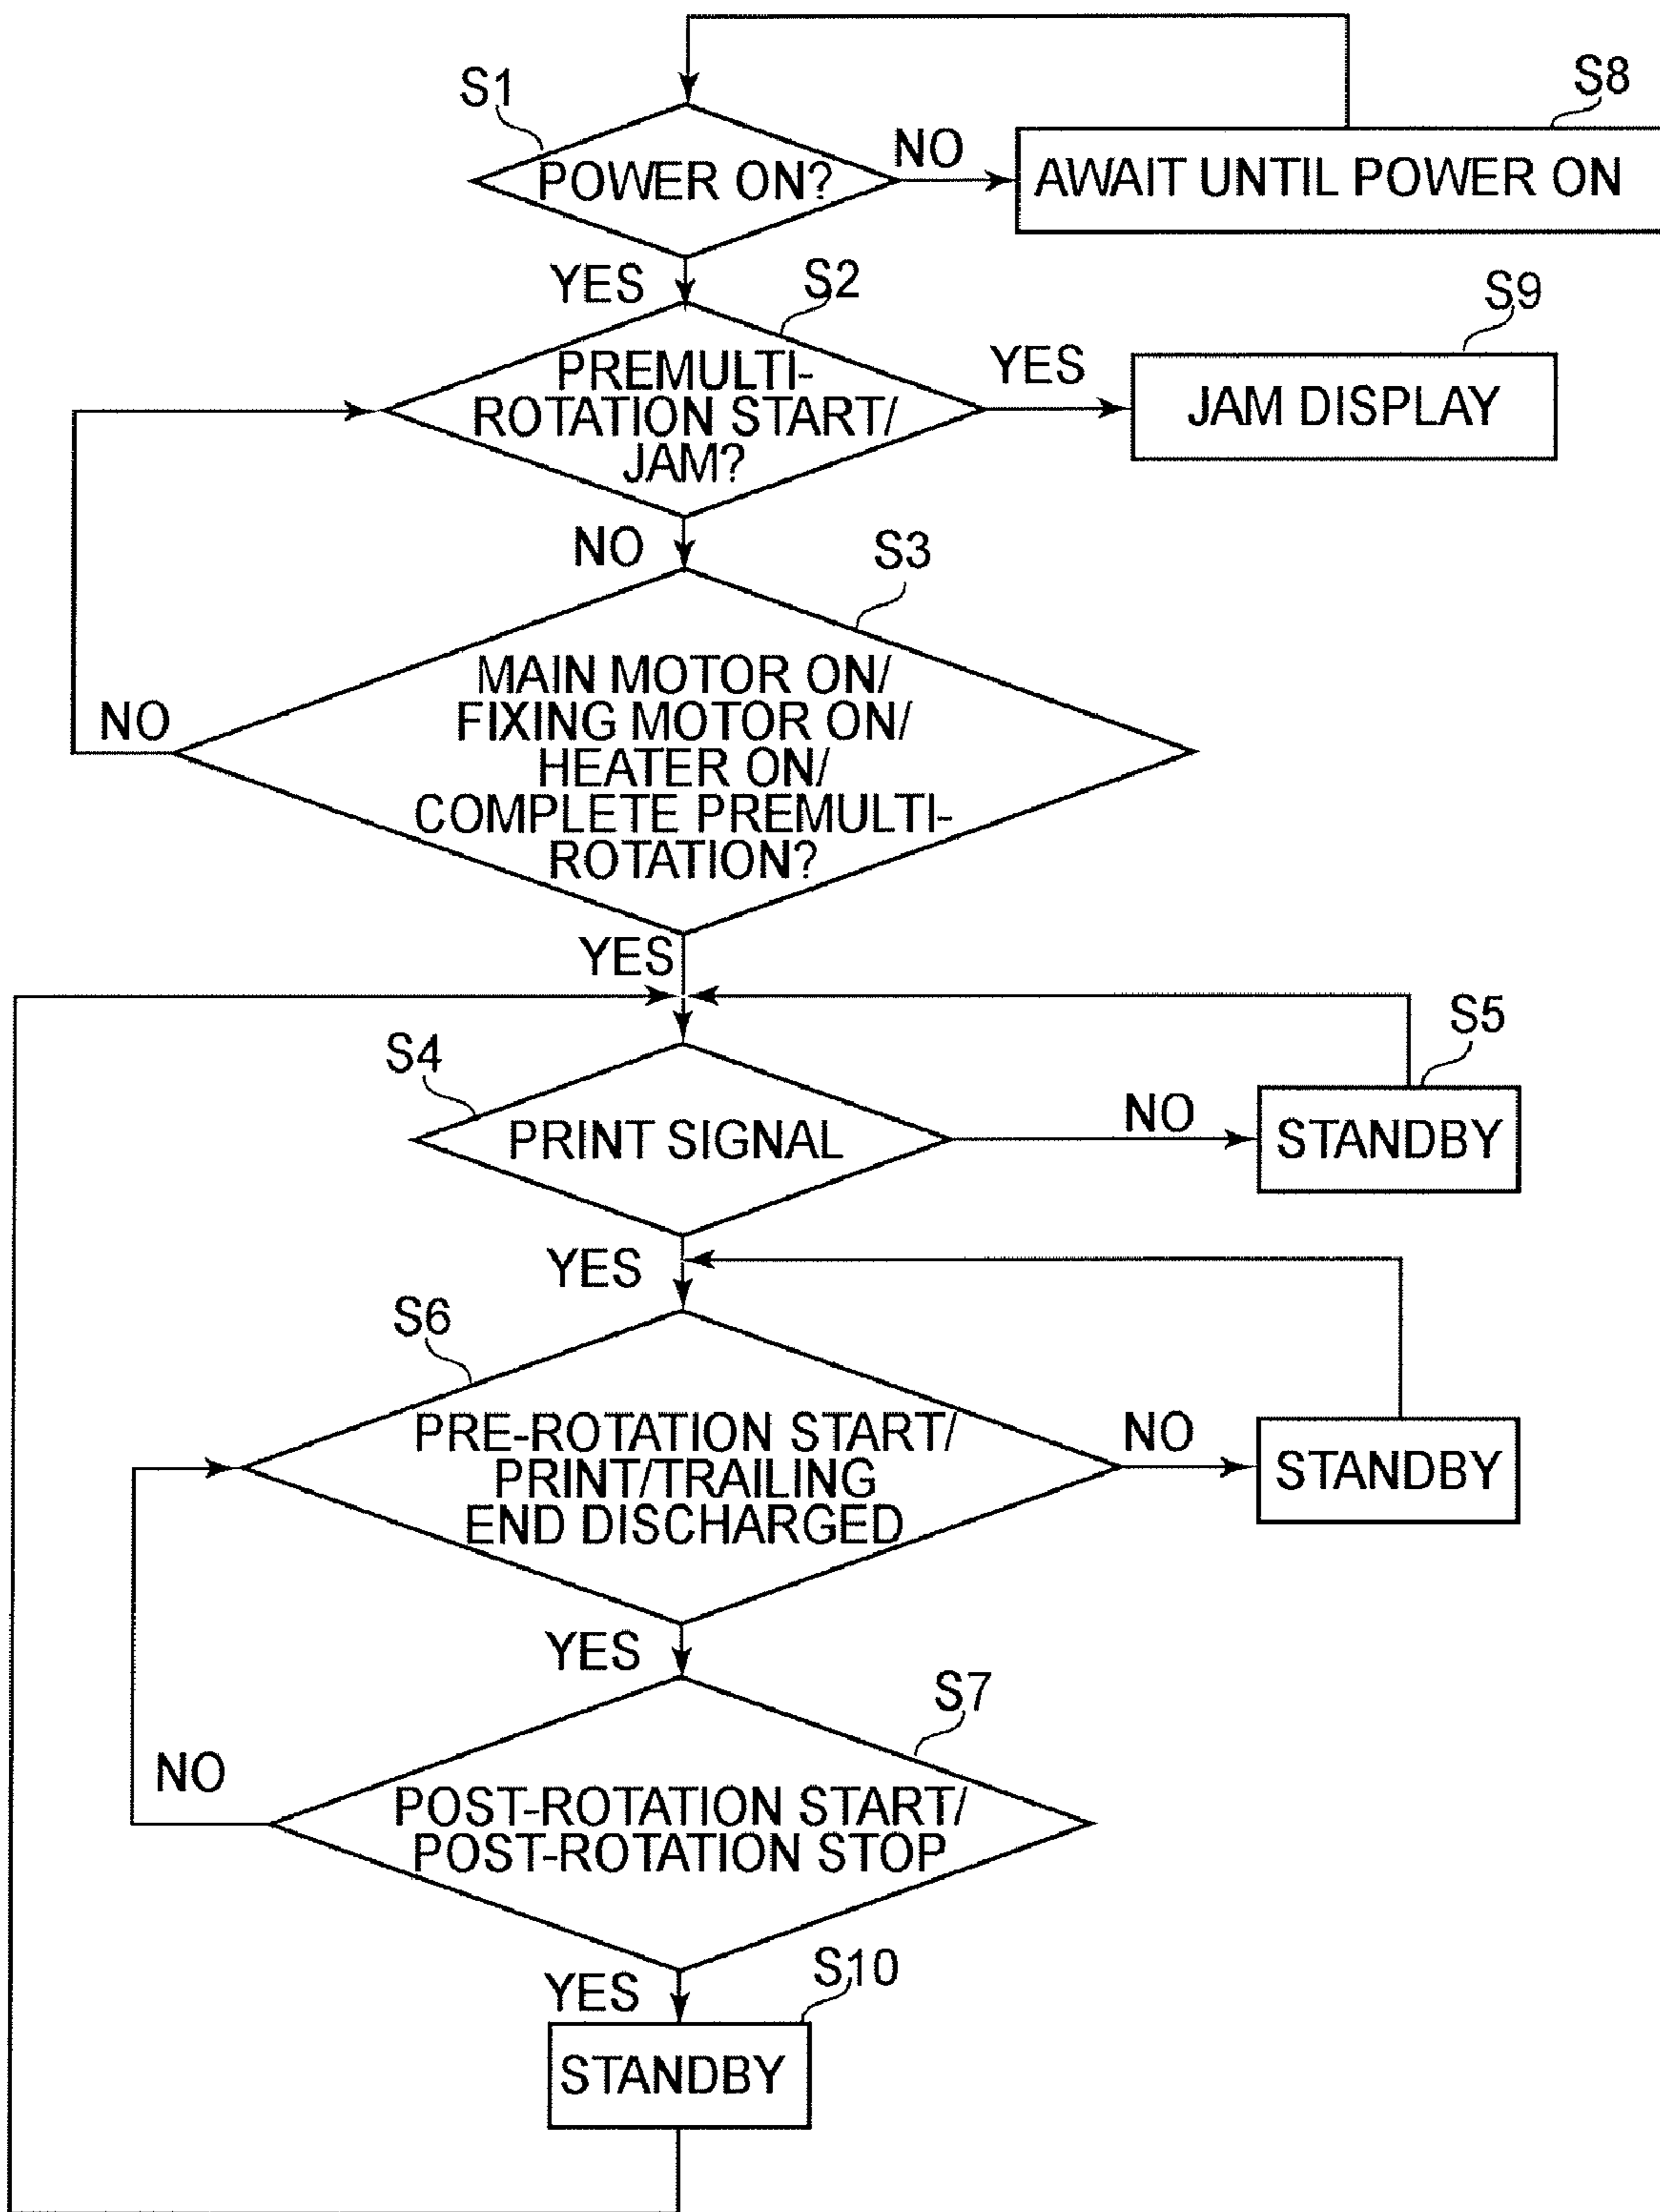 S1
S8
POWER ON?
NO
AWAIT UNTIL POWER ON
YES
S2
S9
PREMULTI-
ROTATION START/
JAM?
YES
JAM DISPLAY
NO
S3
MAIN MOTOR ON/
FIXING MOTOR ON/
HEATER ON/
COMPLETE PREMULTI-
ROTATION?
NO
YES
S4
S5
PRINT SIGNAL
NO
STANDBY
YES
S6
PRE-ROTATION START/
PRINT/TRAILING
END DISCHARGED
NO
STANDBY
YES
S7
NO
POST-ROTATION START/
POST-ROTATION STOP
YES
S10
STANDBY